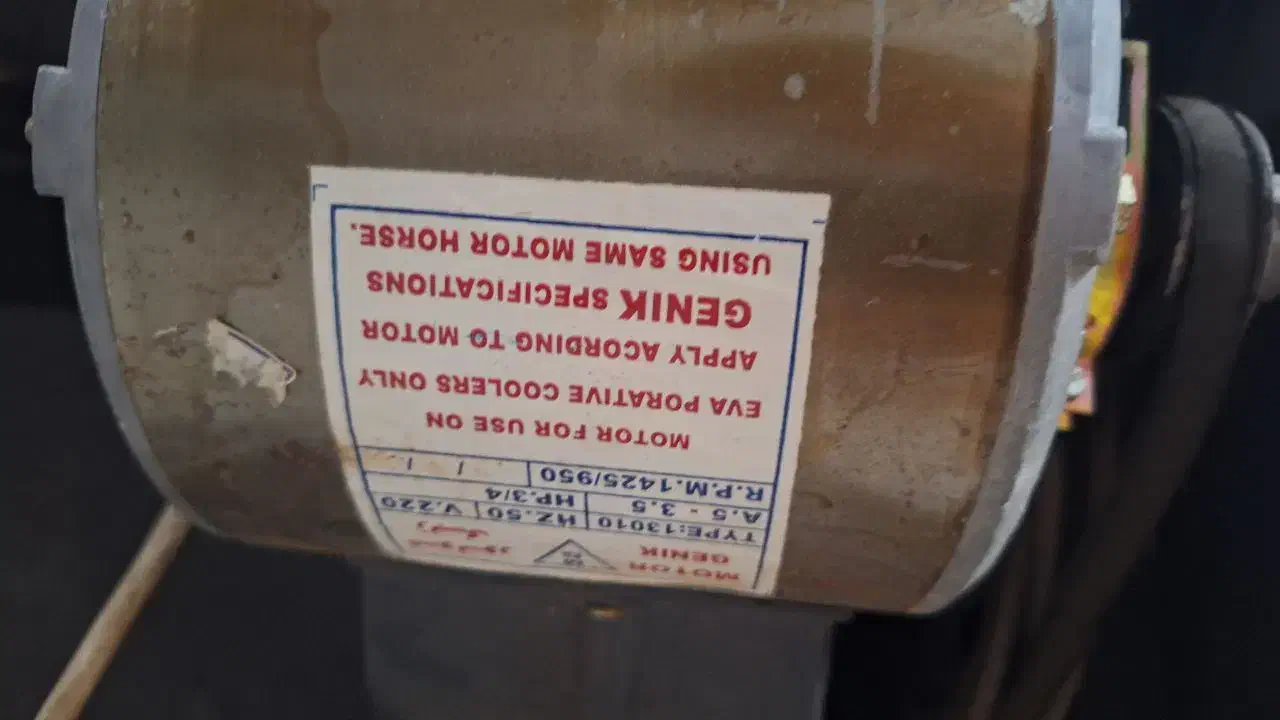 MOTOR
GENIK
TYPE:13010 HZ.50 V.220
A.5 - 3.5 HP.3/4
R.P.M.1425/950 / /
MOTOR FOR USE ON
EVA PORATIVE COOLERS ONLY
APPLY ACORDING TO MOTOR
GENIK SPECIFICATIONS
USING SAME MOTOR HORSE.